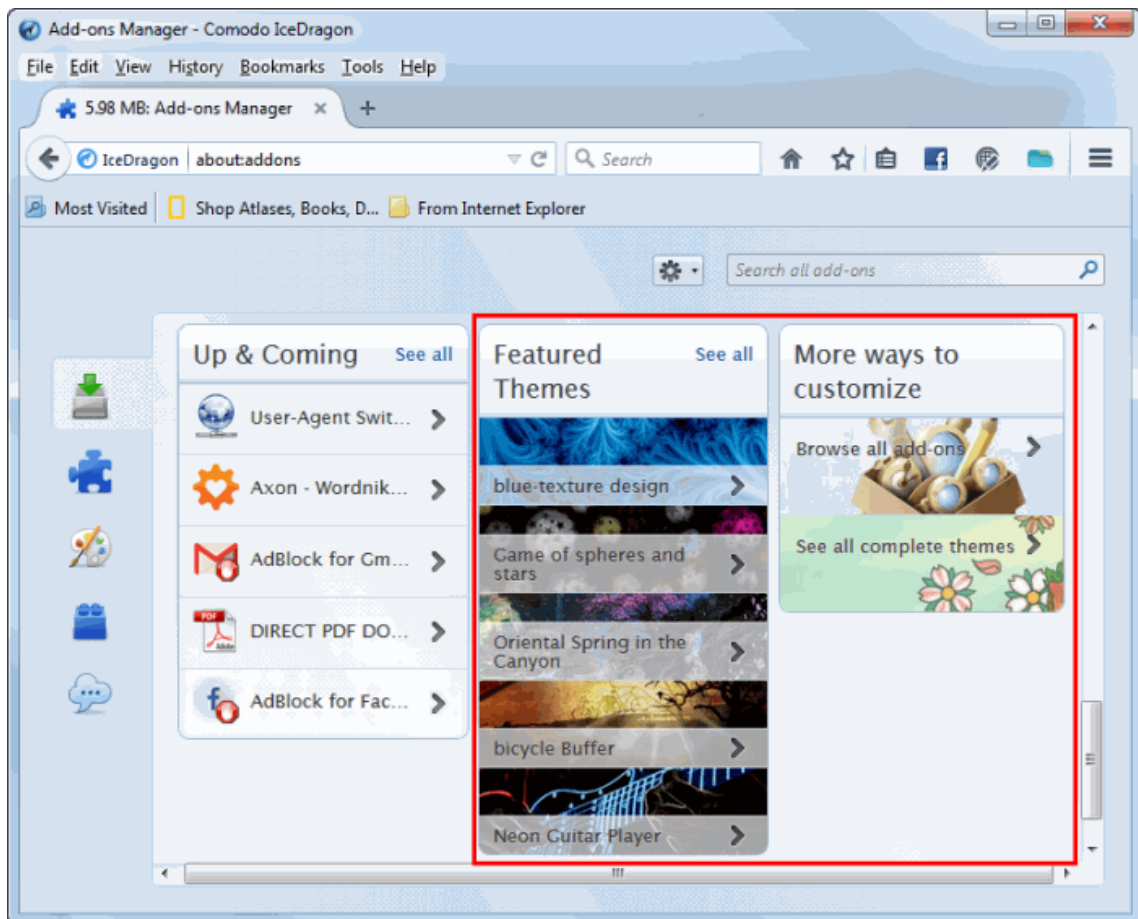 Add-ons Manager - Comodo IceDragon
File Edit View History Bookmarks Tools Help
5.98 MB: Add-ons Manager
IceDragon about:addons Search
Most Visited Shop Atlases, Books, D... From Internet Explorer
Search all add-ons
Up & Coming See all
User-Agent Swit...
Axon - Wordnik...
AdBlock for Gm...
PDF
Adobe
DIRECT PDF DO...
AdBlock for Fac...
Featured
Themes
See all
blue-texture design
Game of spheres and
stars
Oriental Spring in the
Canyon
bicycle Buffer
Neon Guitar Player
More ways to
customize
Browse all add-ons
See all complete themes